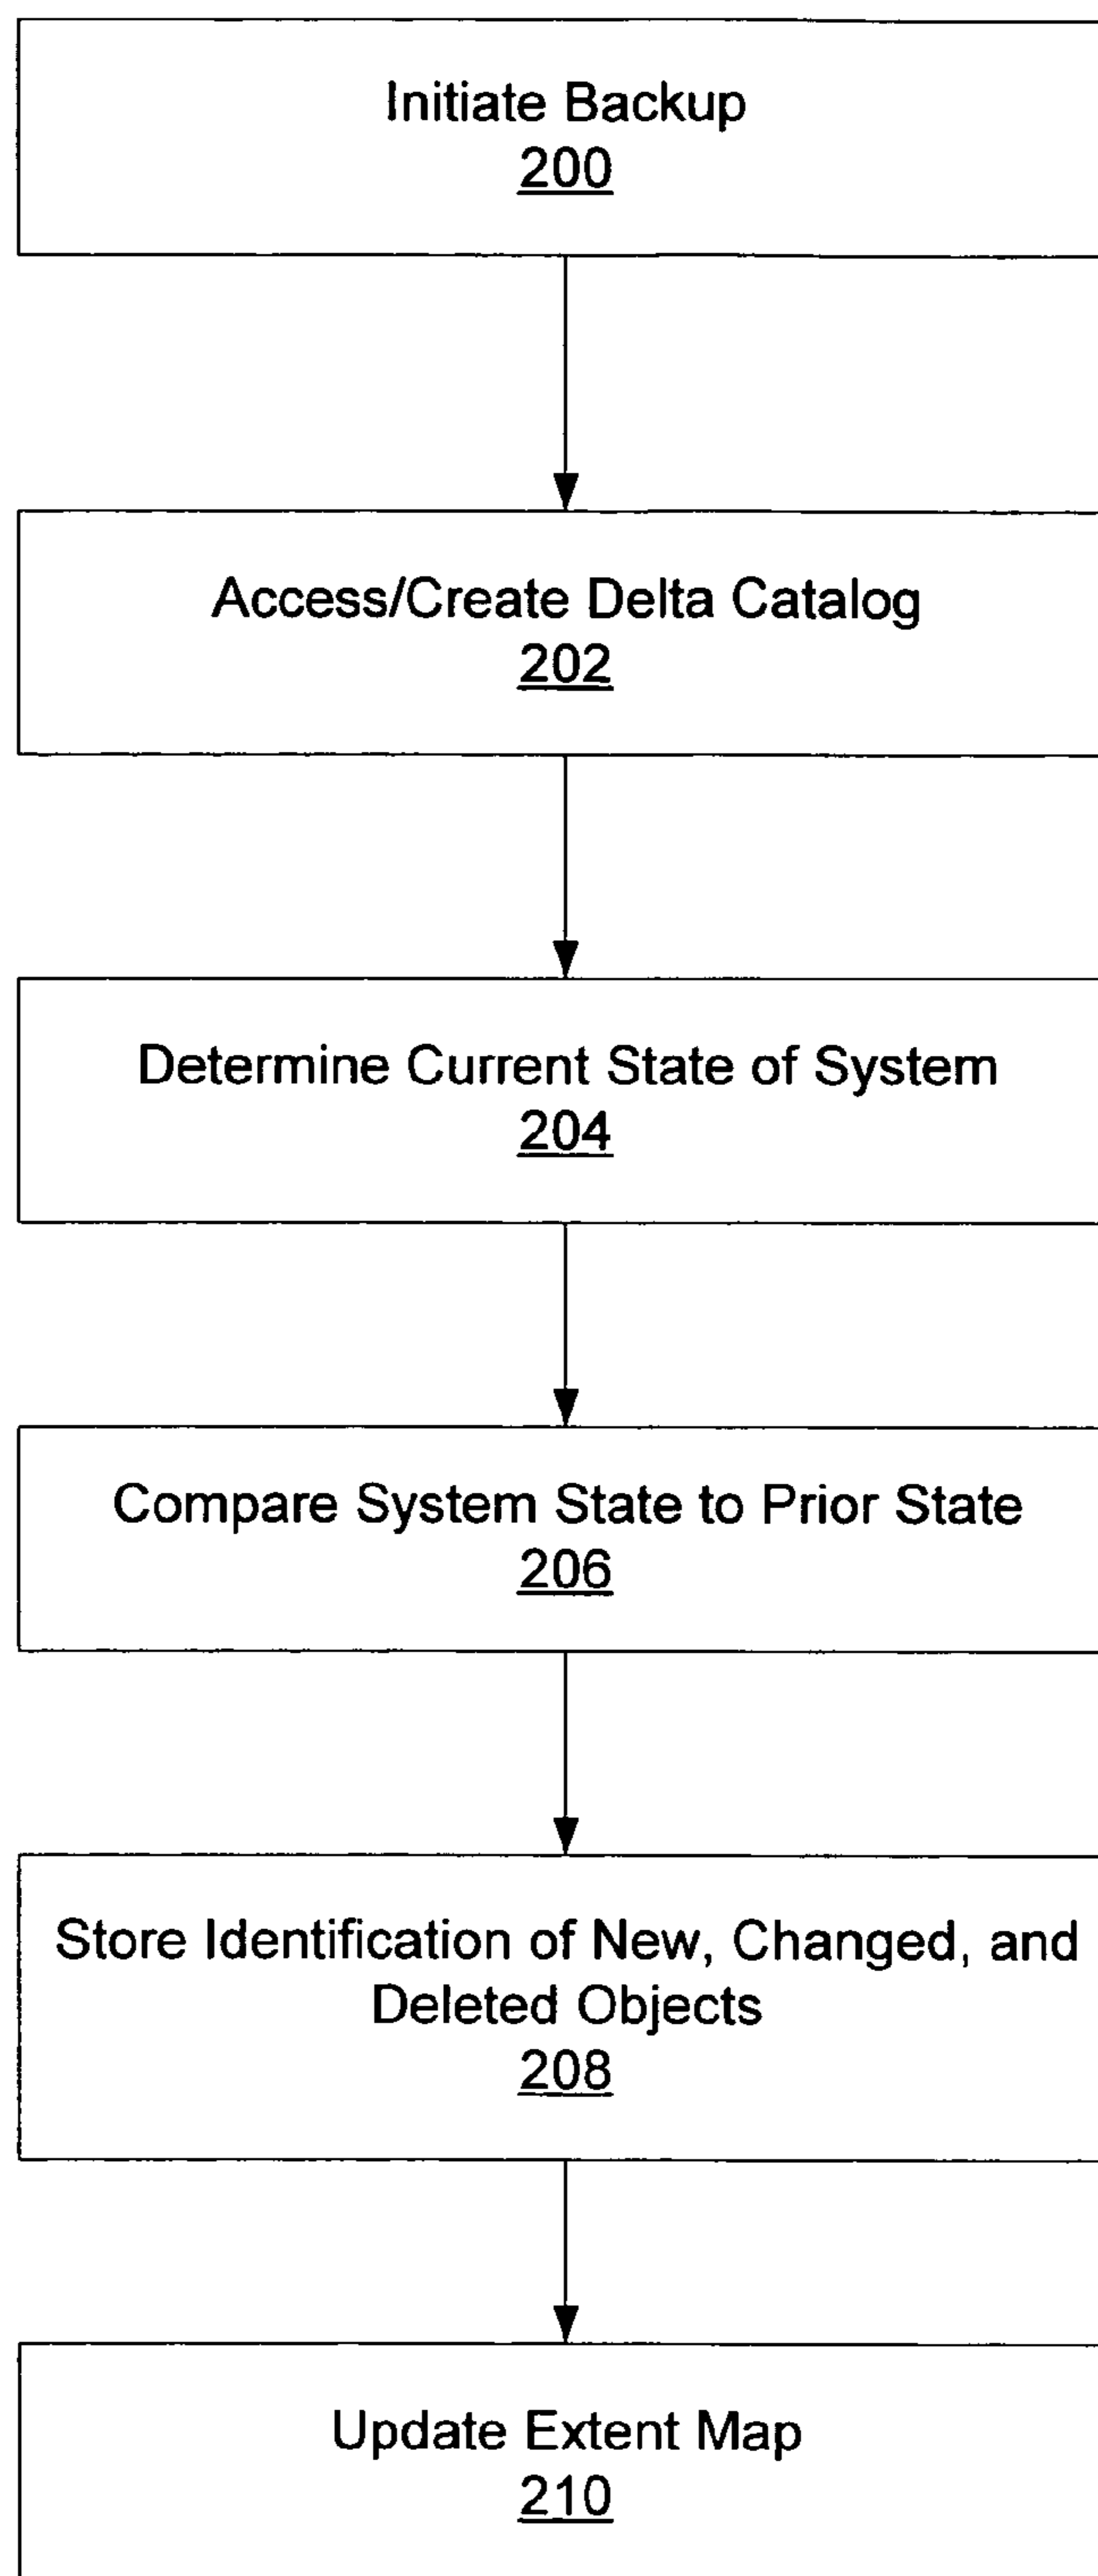 Initiate Backup
200
Access/Create Delta Catalog
202
Determine Current State of System
204
Compare System State to Prior State
206
Store Identification of New, Changed, and
Deleted Objects
208
Update Extent Map
210